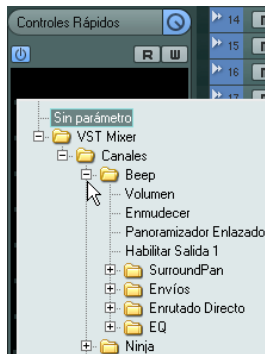 Controles Rápidos
14
R W
15
16
17
Sin parámetro
VST Mixer
Canales
Beep
Volumen
Enmudecer
Panoramizador Enlazado
Habilitar Salida 1
SurroundPan
Envíos
Enrutado Directo
EQ
Ninja